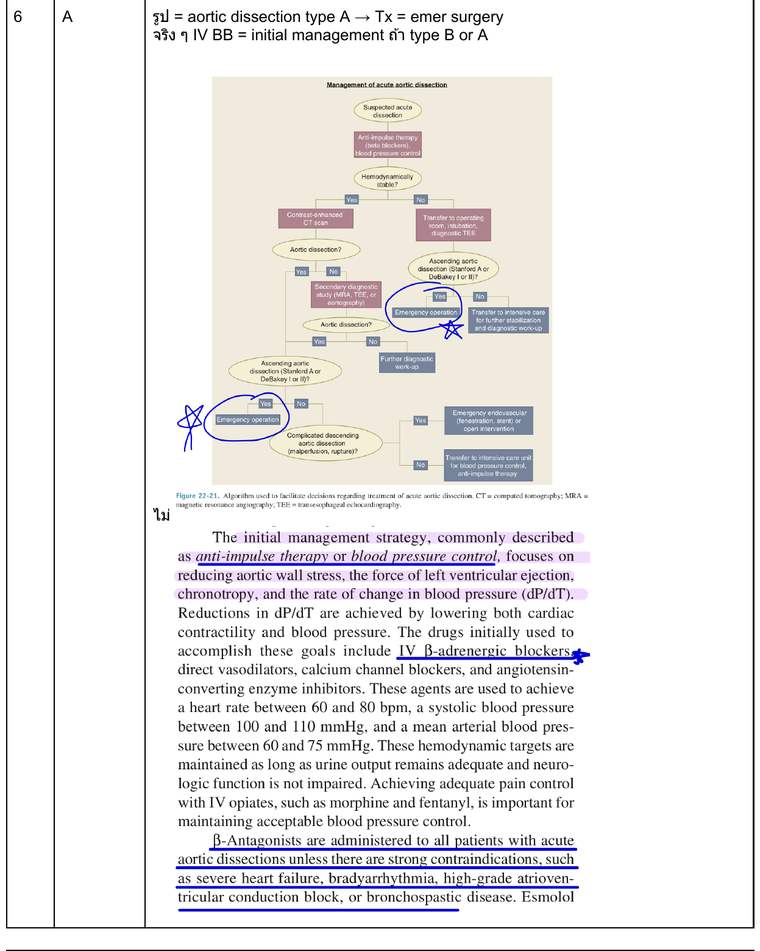 6
A
รูป = aortic dissection type A → Tx = emer surgery
จริง ๆ IV BB = initial management ถ้า type B or A
Management of acute aortic dissection
Suspected acute
dissection
Anti-impulse therapy
(beta blockers),
blood pressure control
Hemodynamically
stable?
Yes
No
Contrast-enhanced
CT scan
Transfer to operating
room, intubation,
diagnostic TEE
Aortic dissection?
Ascending aortic
dissection (Stanford A or
DeBakey I or II)?
Yes
No
Secondary diagnostic
study (MRA, TEE, or
aortography)
Yes
No
Emergency operation
Transfer to intensive care
for further stabilization
and diagnostic work-up
Aortic dissection?
Yes
No
Further diagnostic
work-up
Ascending aortic
dissection (Stanford A or
DeBakey I or II)?
Yes
No
Emergency operation
Complicated descending
aortic dissection
(malperfusion, rupture)?
Yes
Emergency endovascular
(fenestration, stent) or
open intervention
No
Transfer to intensive care unit
for blood pressure control,
anti-impulse therapy
Figure 22-21. Algorithm used to facilitate decisions regarding treatment of acute aortic dissection. CT = computed tomography; MRA =
magnetic resonance angiography; TEE = transesophageal echocardiography.
ไม่
The initial management strategy, commonly described
as anti-impulse therapy or blood pressure control, focuses on
reducing aortic wall stress, the force of left ventricular ejection,
chronotropy, and the rate of change in blood pressure (dP/dT).
Reductions in dP/dT are achieved by lowering both cardiac
contractility and blood pressure. The drugs initially used to
accomplish these goals include IV β-adrenergic blockers,
direct vasodilators, calcium channel blockers, and angiotensin-
converting enzyme inhibitors. These agents are used to achieve
a heart rate between 60 and 80 bpm, a systolic blood pressure
between 100 and 110 mmHg, and a mean arterial blood pres-
sure between 60 and 75 mmHg. These hemodynamic targets are
maintained as long as urine output remains adequate and neuro-
logic function is not impaired. Achieving adequate pain control
with IV opiates, such as morphine and fentanyl, is important for
maintaining acceptable blood pressure control.
β-Antagonists are administered to all patients with acute
aortic dissections unless there are strong contraindications, such
as severe heart failure, bradyarrhythmia, high-grade atrioven-
tricular conduction block, or bronchospastic disease. Esmolol